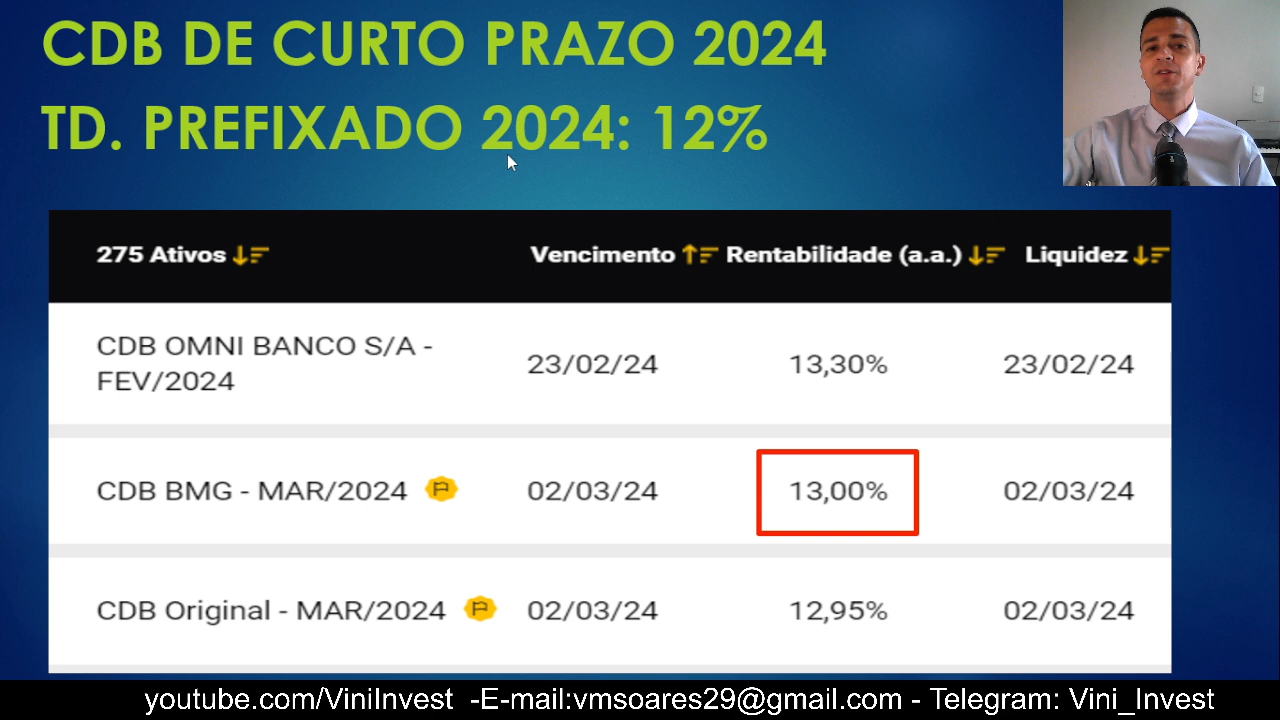 CDB DE CURTO PRAZO 2024
TD. PREFIXADO 2024: 12%
275 Ativos Vencimento Rentabilidade (a.a.) Liquidez
CDB OMNI BANCO S/A -
FEV/2024 23/02/24 13,30% 23/02/24
CDB BMG - MAR/2024 02/03/24 13,00% 02/03/24
CDB Original - MAR/2024 02/03/24 12,95% 02/03/24
youtube.com/ViniInvest -E-mail:vmsoares29@gmail.com - Telegram: Vini_Invest